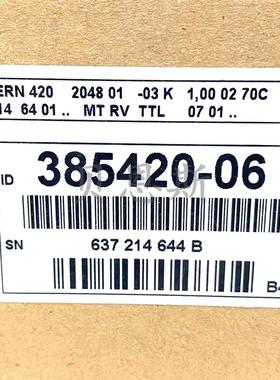 ERN 420 2048 01 -03 K 1,00 02 70C
14 64 01 .. MT RV TTL 07 01 ..
ID 385420-06
SN 637 214 644 B